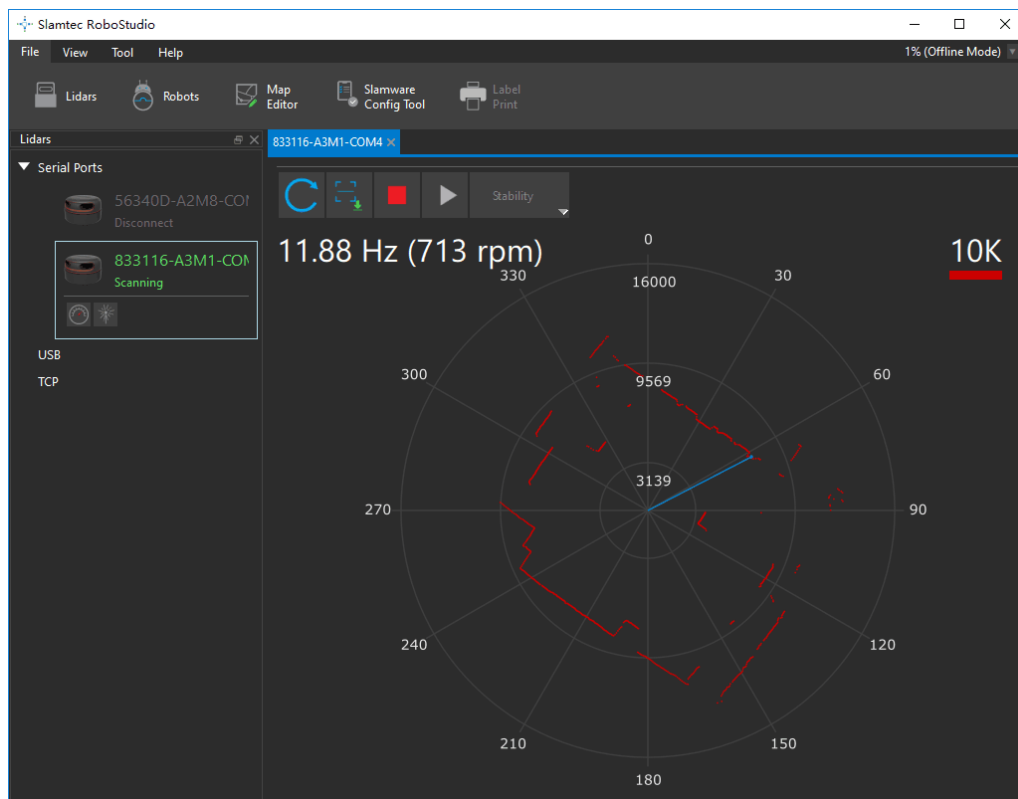 Slamtec RoboStudio
File View Tool Help 1% (Offline Mode)
Lidars Robots Map Editor Slamware Config Tool Label Print
Lidars
833116-A3M1-COM4
Serial Ports
56340D-A2M8-CO
Disconnect
833116-A3M1-CO
Scanning
USB
TCP
Stability
11.88 Hz (713 rpm)
10K
0
330
30
16000
300
9569
60
3139
270
90
240
120
210
150
180